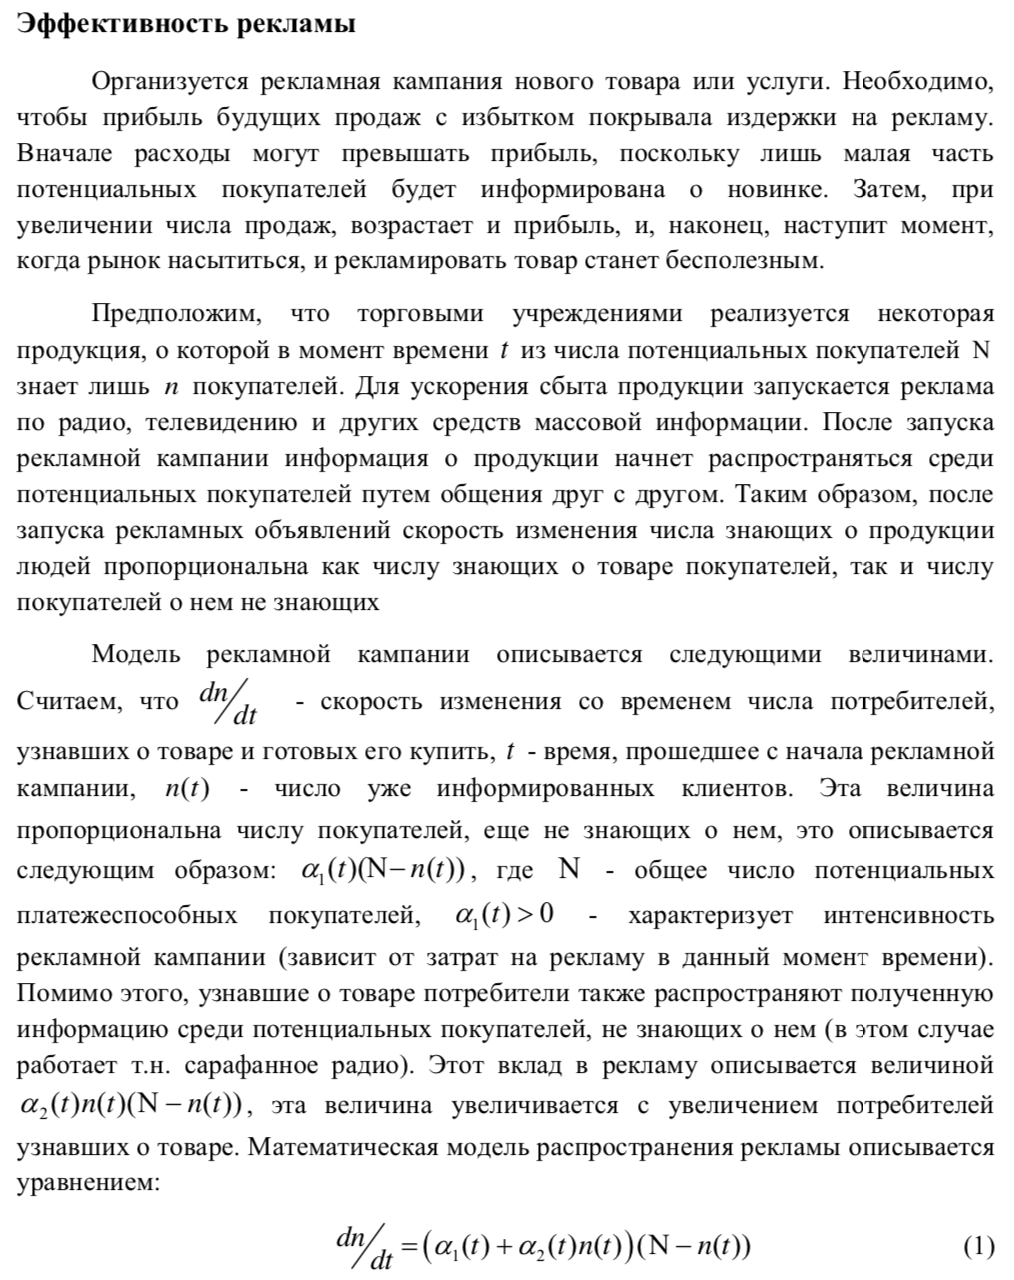 Эффективность рекламы
Организуется рекламная кампания нового товара или услуги. Необходимо,
чтобы прибыль будущих продаж с избытком покрывала издержки на рекламу.
Вначале расходы могут превышать прибыль, поскольку лишь малая часть
потенциальных покупателей будет информирована о новинке. Затем, при
увеличении числа продаж, возрастает и прибыль, и, наконец, наступит момент,
когда рынок насытиться, и рекламировать товар станет бесполезным.
Предположим, что торговыми учреждениями реализуется некоторая
продукция, о которой в момент времени t из числа потенциальных покупателей N
знает лишь n покупателей. Для ускорения сбыта продукции запускается реклама
по радио, телевидению и других средств массовой информации. После запуска
рекламной кампании информация о продукции начнет распространяться среди
потенциальных покупателей путем общения друг с другом. Таким образом, после
запуска рекламных объявлений скорость изменения числа знающих о продукции
людей пропорциональна как числу знающих о товаре покупателей, так и числу
покупателей о нем не знающих
Модель рекламной кампании описывается следующими величинами.
Считаем, что dn/dt - скорость изменения со временем числа потребителей,
узнавших о товаре и готовых его купить, t - время, прошедшее с начала рекламной
кампании, n(t) - число уже информированных клиентов. Эта величина
пропорциональна числу покупателей, еще не знающих о нем, это описывается
следующим образом: α₁(t)(N−n(t)), где N - общее число потенциальных
платежеспособных покупателей, α₁(t) > 0 - характеризует интенсивность
рекламной кампании (зависит от затрат на рекламу в данный момент времени).
Помимо этого, узнавшие о товаре потребители также распространяют полученную
информацию среди потенциальных покупателей, не знающих о нем (в этом случае
работает т.н. сарафанное радио). Этот вклад в рекламу описывается величиной
α₂(t)n(t)(N − n(t)), эта величина увеличивается с увеличением потребителей
узнавших о товаре. Математическая модель распространения рекламы описывается
уравнением:
dn/dt = (α₁(t) + α₂(t)n(t))(N − n(t)) (1)